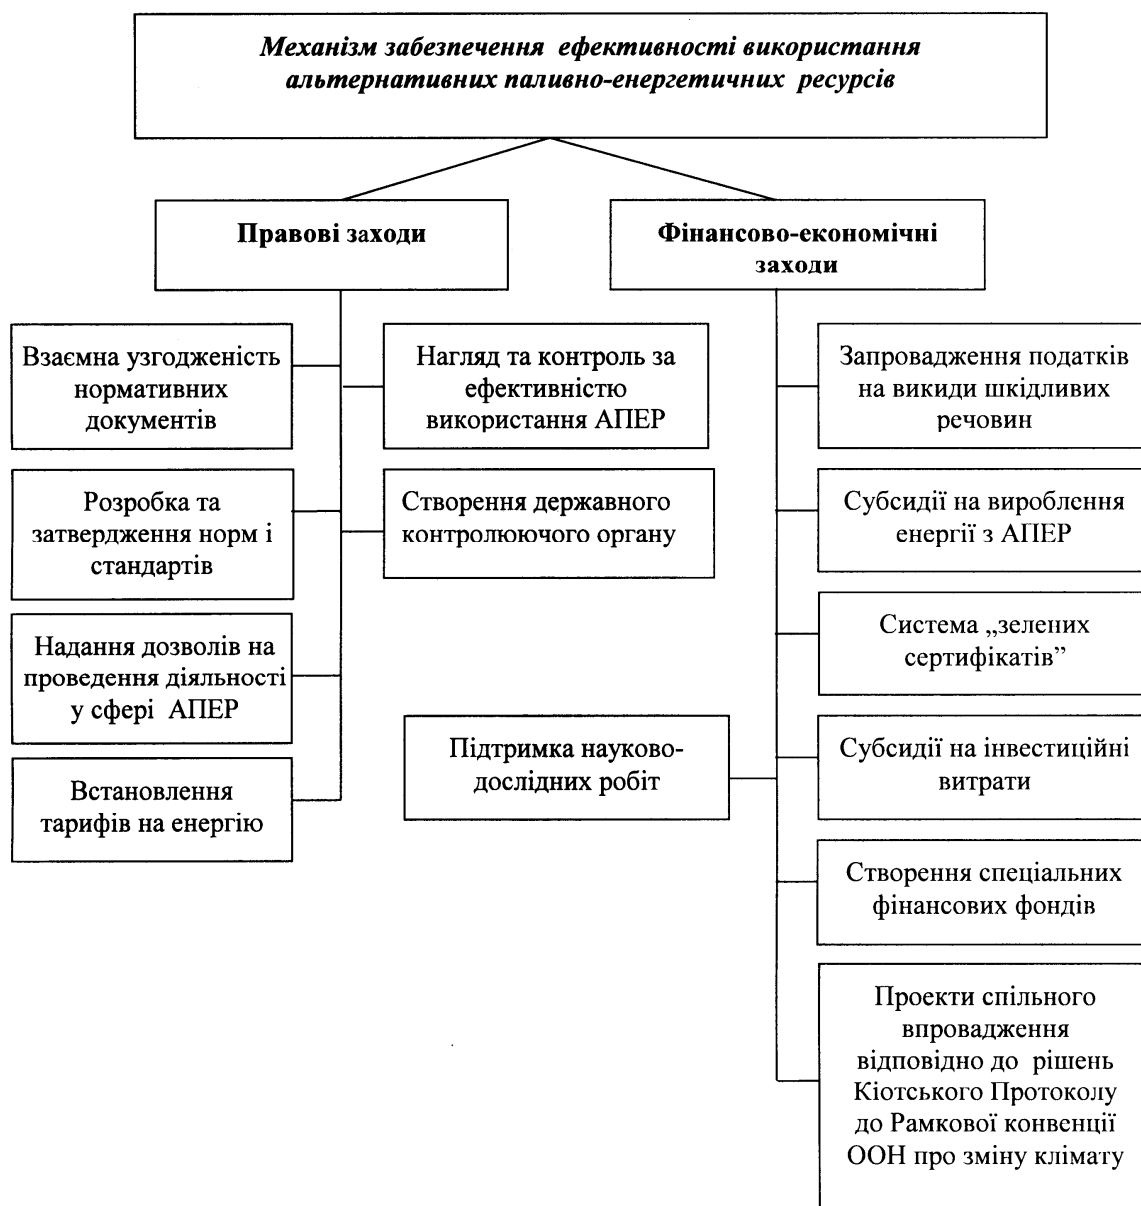 Механізм забезпечення ефективності використання
альтернативних паливно-енергетичних ресурсів
Правові заходи
Фінансово-економічні
заходи
Взаємна узгодженість
нормативних
документів
Нагляд та контроль за
ефективністю
використання АПЕР
Запровадження податків
на викиди шкідливих
речовин
Розробка та
затвердження норм і
стандартів
Створення державного
контролюючого органу
Субсидії на вироблення
енергії з АПЕР
Надання дозволів на
проведення діяльності
у сфері АПЕР
Система „зелених
сертифікатів”
Встановлення
тарифів на енергію
Підтримка науково-
дослідних робіт
Субсидії на інвестиційні
витрати
Створення спеціальних
фінансових фондів
Проекти спільного
впровадження
відповідно до рішень
Кіотського Протоколу
до Рамкової конвенції
ООН про зміну клімату